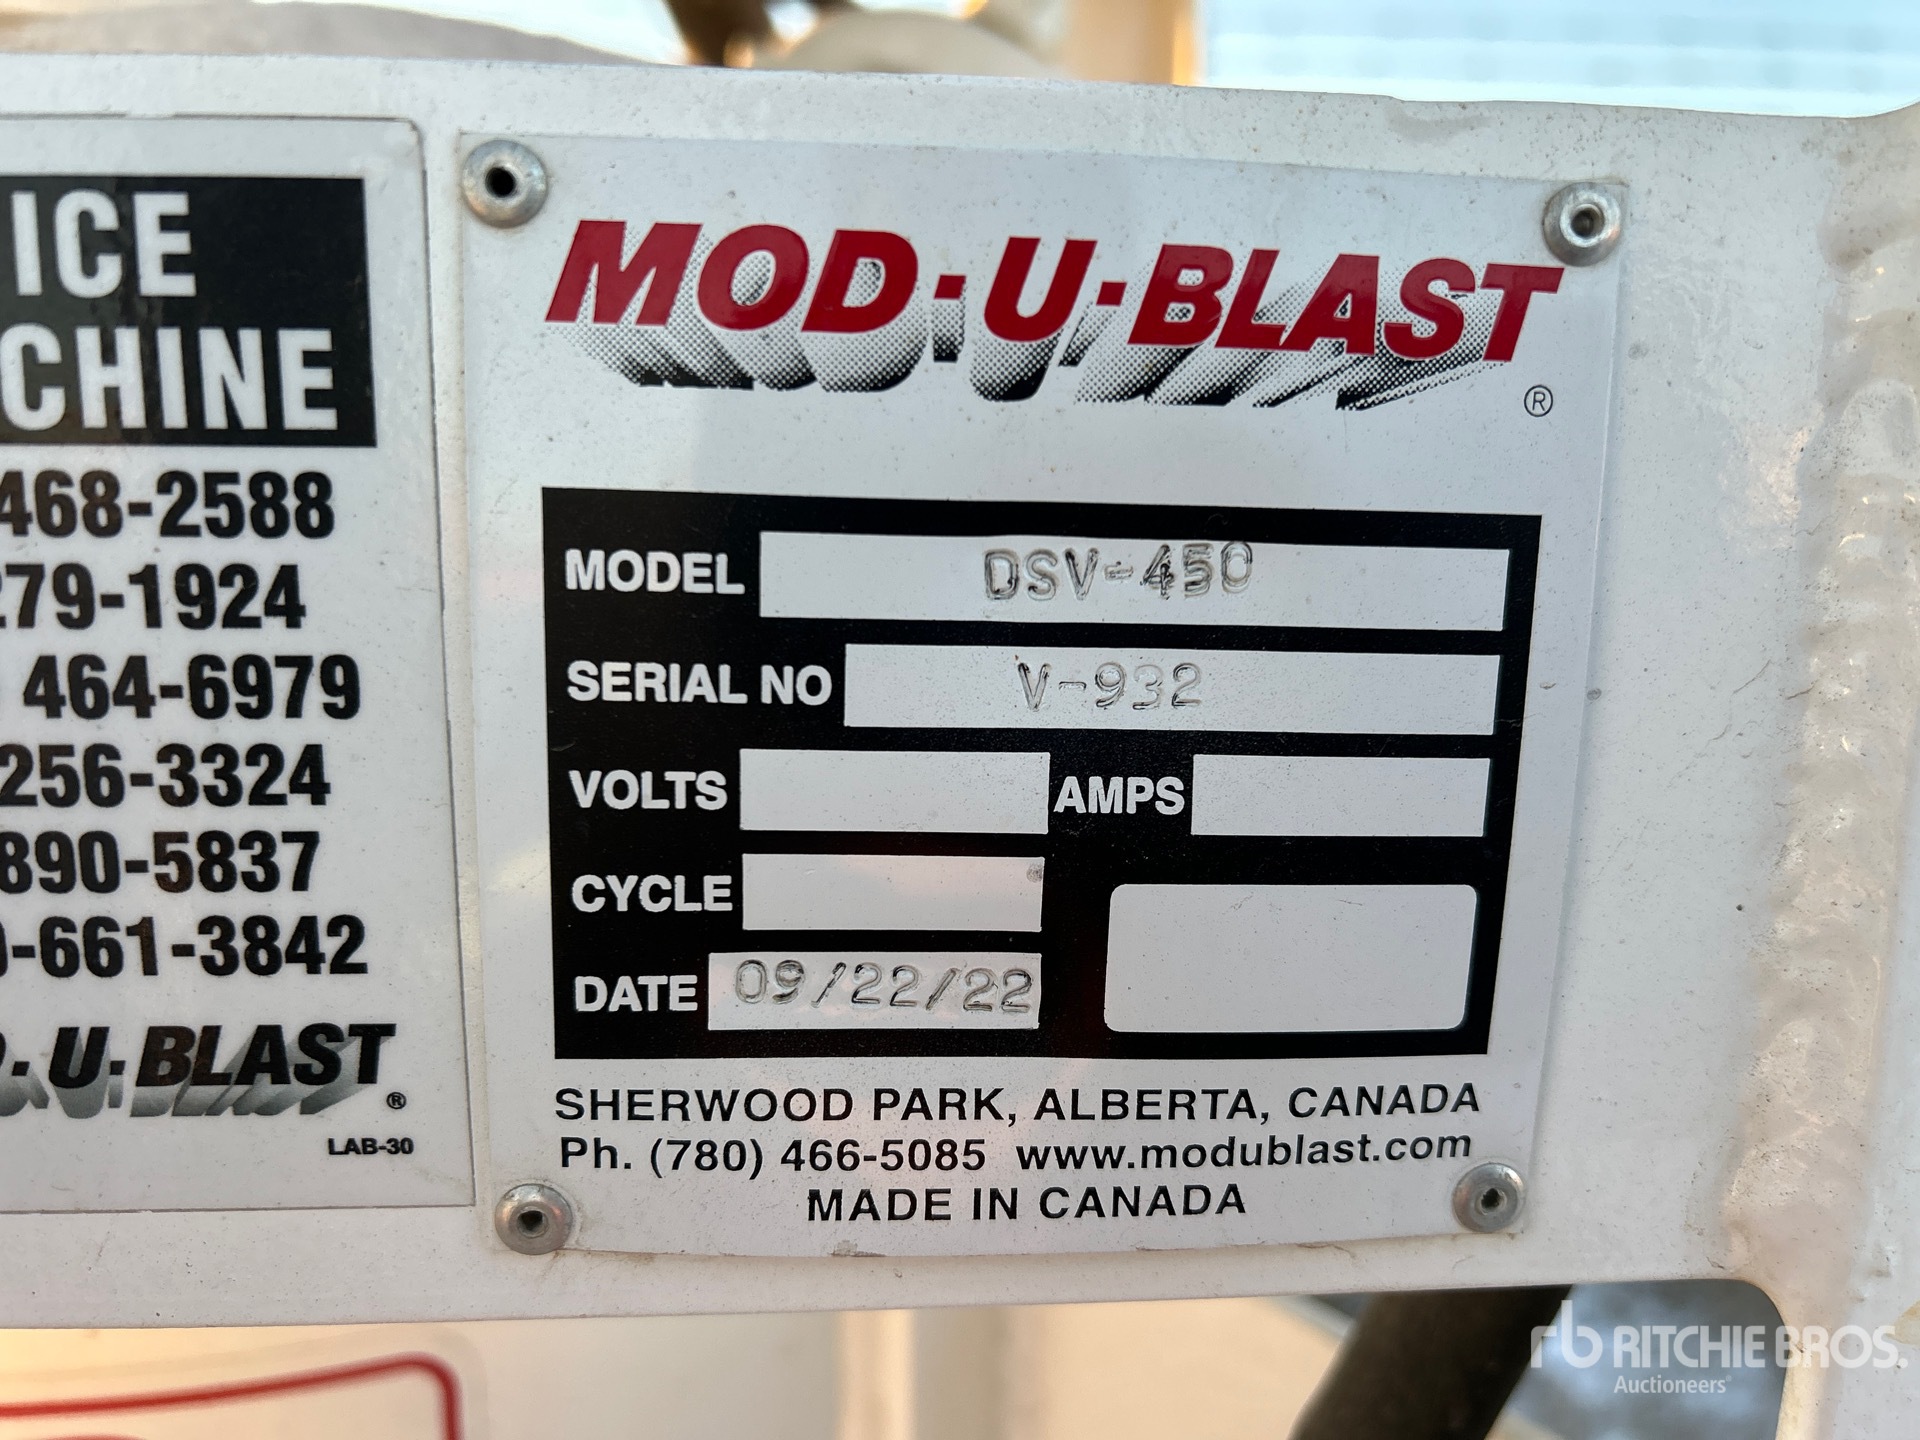 ICE
CHINE
468-2588
279-1924
464-6979
256-3324
890-5837
-661-3842
U·BLAST
®
LAB-30
MOD·U·BLAST
®
MODEL DSV-450
SERIAL NO V-932
VOLTS AMPS
CYCLE
DATE 09/22/22
SHERWOOD PARK, ALBERTA, CANADA
Ph. (780) 466-5085 www.modublast.com
MADE IN CANADA
rb RITCHIE BROS.
Auctioneers